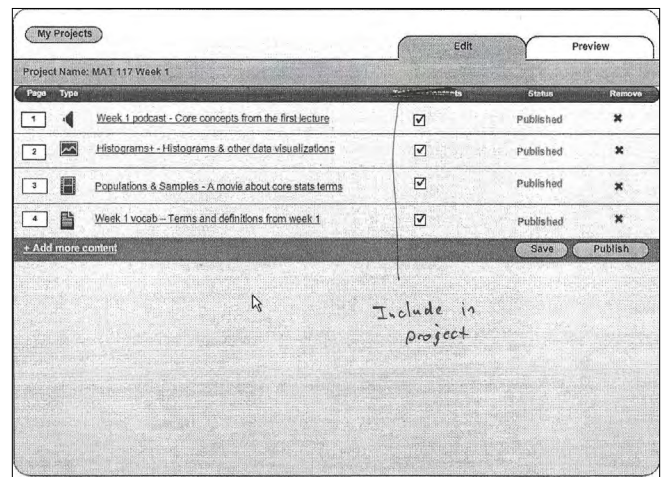 My Projects
Edit
Preview
Project Name: MAT 117 Week 1
Page Type Status Remove
1 Week 1 podcast - Core concepts from the first lecture Published
2 Histograms+ - Histograms & other data visualizations Published
3 Populations & Samples - A movie about core stats terms Published
4 Week 1 vocab – Terms and definitions from week 1 Published
+ Add more content Save Publish
Include in
project